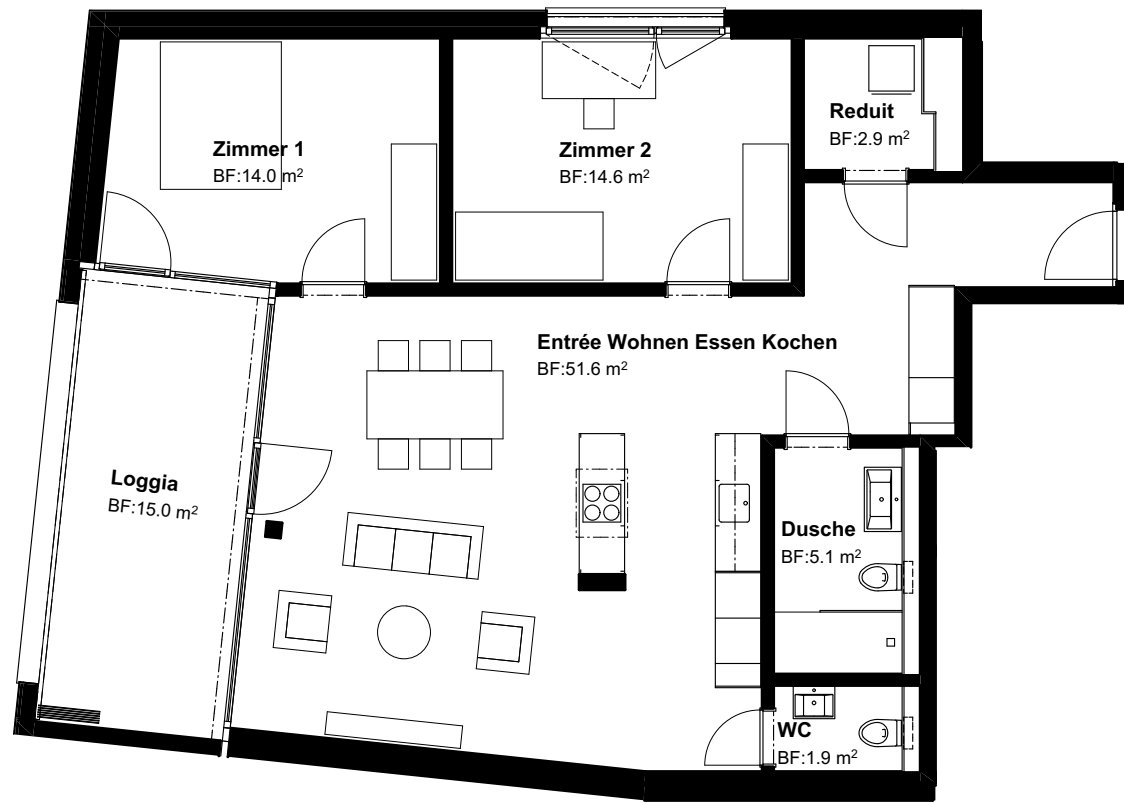 Reduit
BF:2.9 m²
Zimmer 1
BF:14.0 m²
Zimmer 2
BF:14.6 m²
Entrée Wohnen Essen Kochen
BF:51.6 m²
Loggia
BF:15.0 m²
Dusche
BF:5.1 m²
WC
BF:1.9 m²